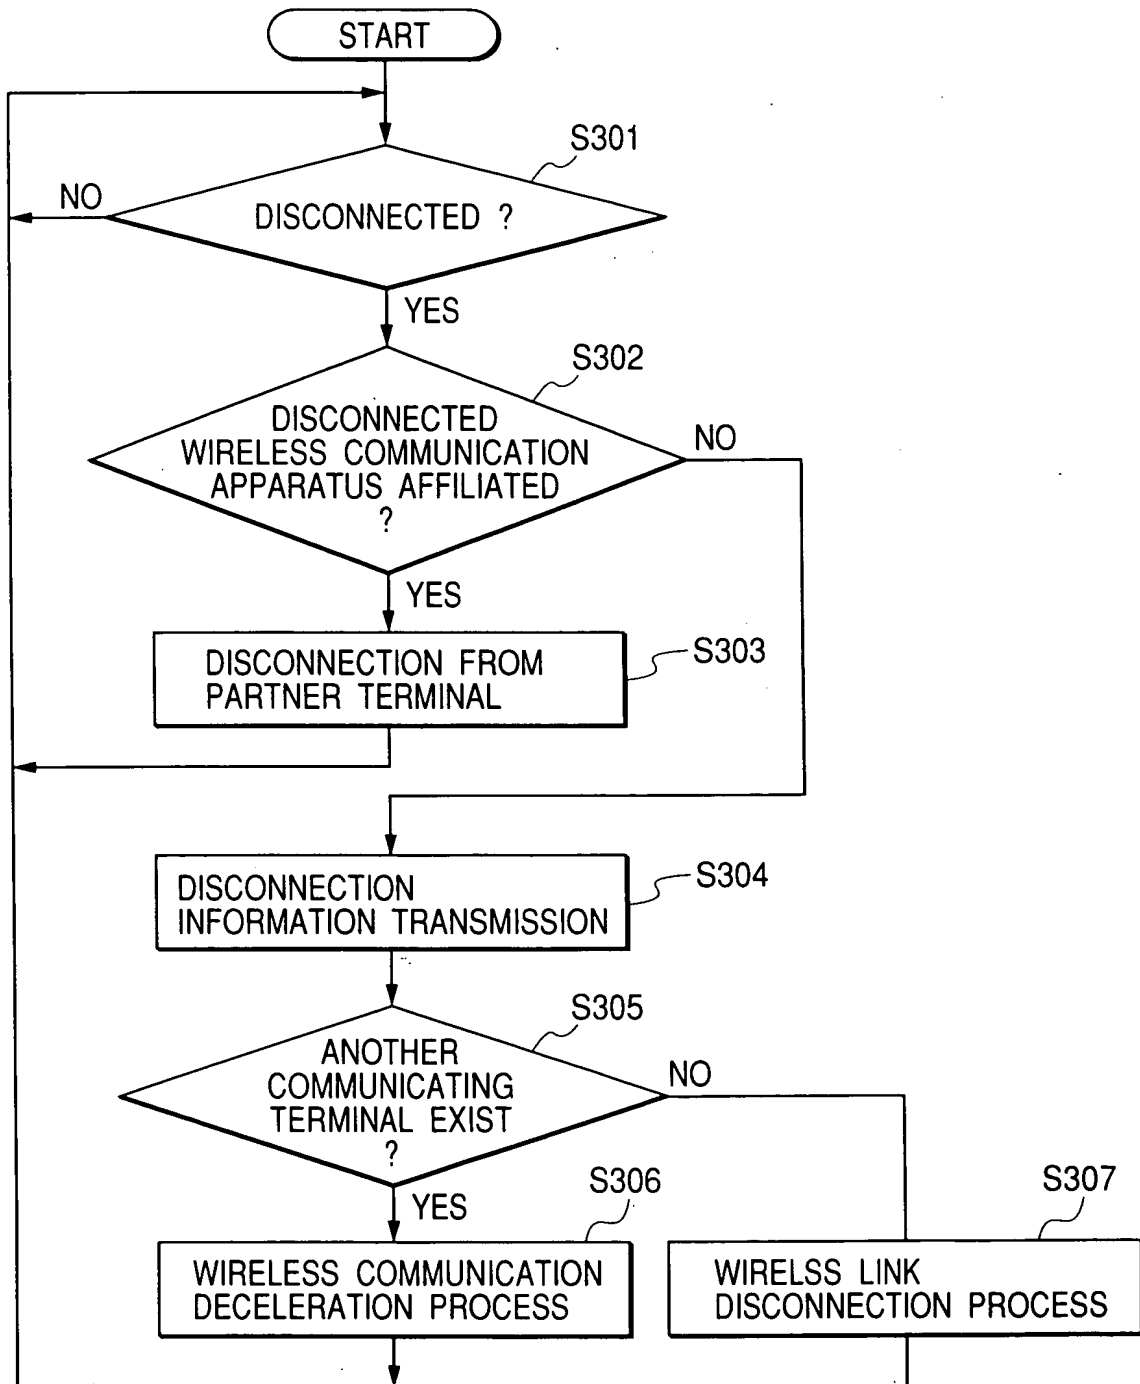 START
S301
NO
DISCONNECTED ?
YES
S302
DISCONNECTED
WIRELESS COMMUNICATION
APPARATUS AFFILIATED
?
NO
YES
DISCONNECTION FROM
PARTNER TERMINAL
S303
DISCONNECTION
INFORMATION TRANSMISSION
S304
S305
ANOTHER
COMMUNICATING
TERMINAL EXIST
?
NO
YES
S306
S307
WIRELESS COMMUNICATION
DECELERATION PROCESS
WIRELSS LINK
DISCONNECTION PROCESS